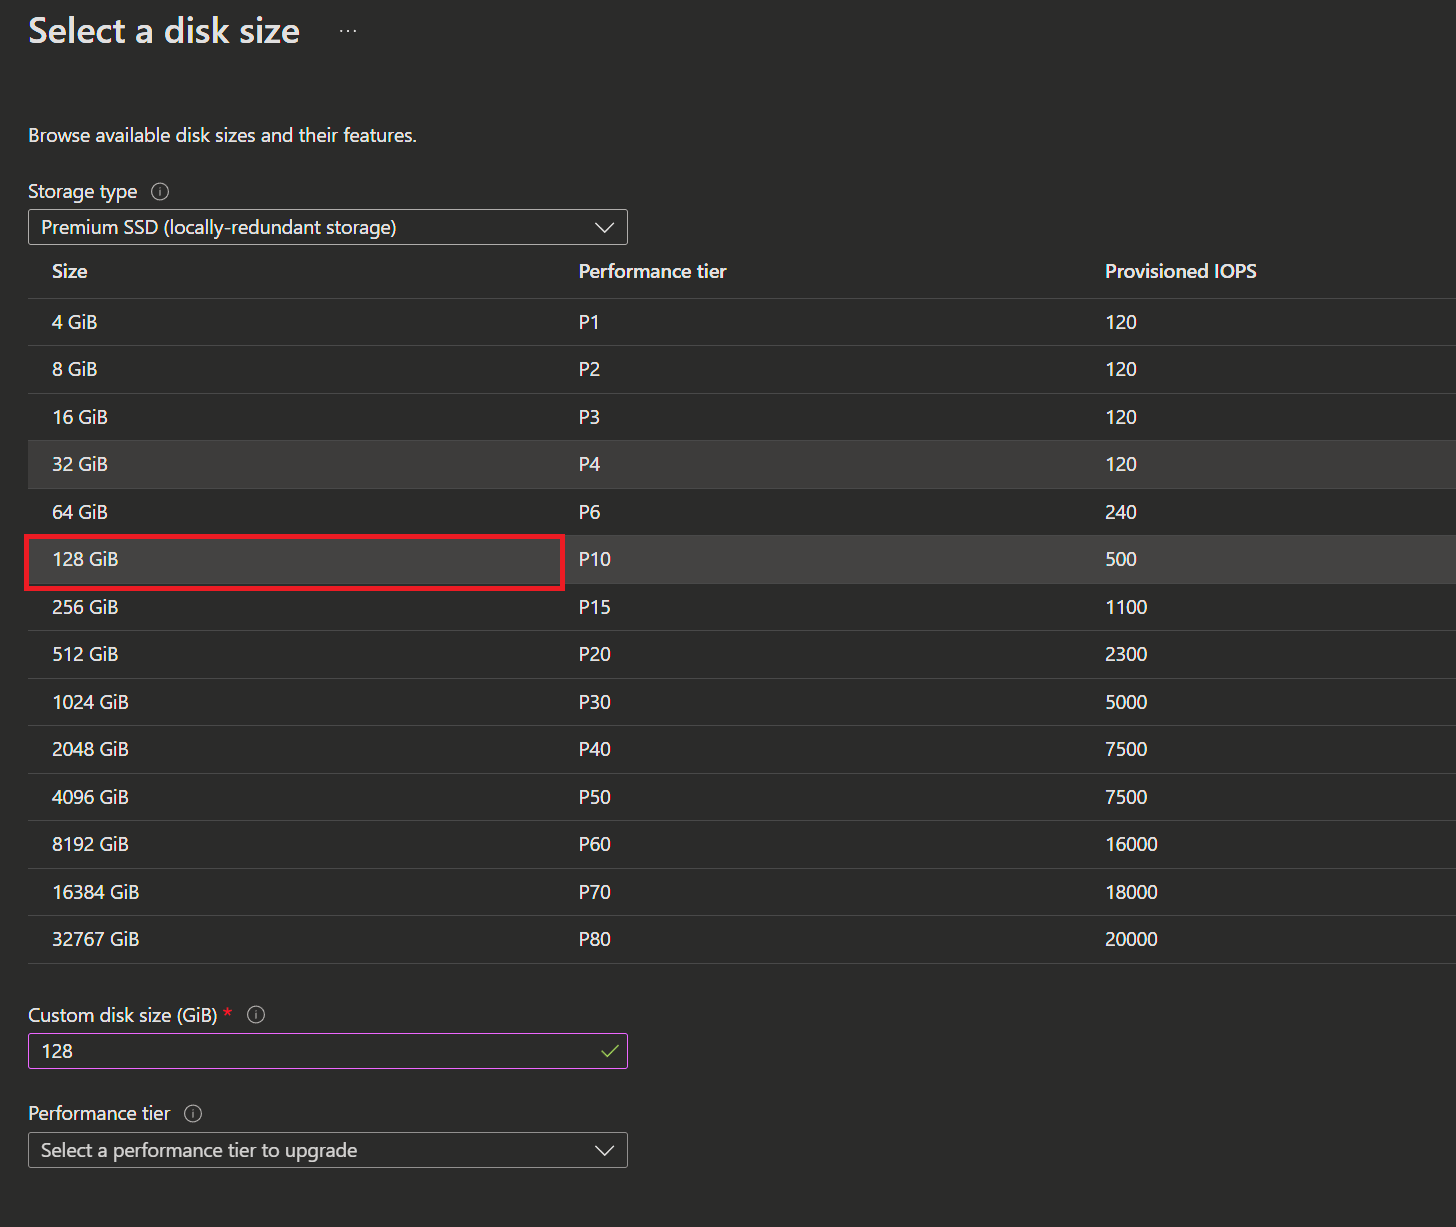 Select a disk size ...
Browse available disk sizes and their features.
Storage type
Premium SSD (locally-redundant storage)
Size Performance tier Provisioned IOPS
4 GiB P1 120
8 GiB P2 120
16 GiB P3 120
32 GiB P4 120
64 GiB P6 240
128 GiB P10 500
256 GiB P15 1100
512 GiB P20 2300
1024 GiB P30 5000
2048 GiB P40 7500
4096 GiB P50 7500
8192 GiB P60 16000
16384 GiB P70 18000
32767 GiB P80 20000
Custom disk size (GiB) *
128
Performance tier
Select a performance tier to upgrade